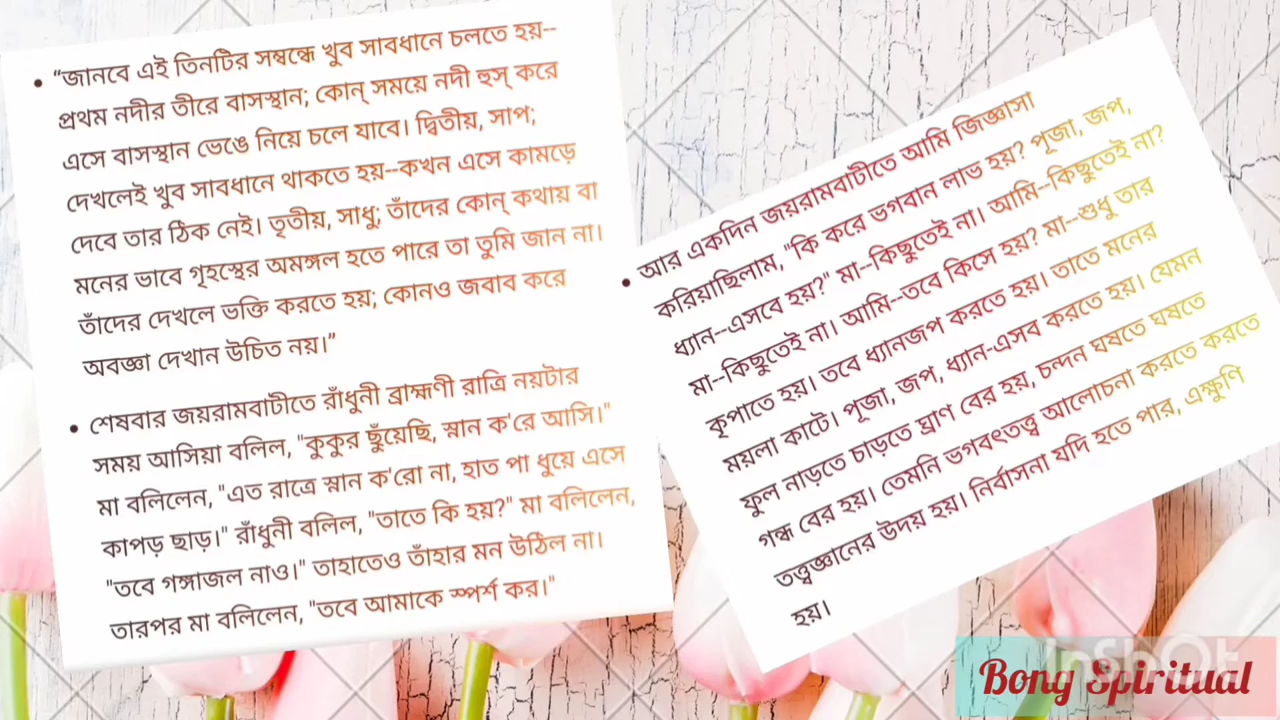 • “জানবে এই তিনটির সম্বন্ধে খুব সাবধানে চলতে হয়--
প্রথম নদীর তীরে বাসস্থান; কোন্ সময়ে নদী হুস্ করে
এসে বাসস্থান ভেঙে নিয়ে চলে যাবে। দ্বিতীয়, সাপ;
দেখলেই খুব সাবধানে থাকতে হয়--কখন এসে কামড়ে
দেবে তার ঠিক নেই। তৃতীয়, সাধু; তাঁদের কোন্ কথায় বা
মনের ভাবে গৃহস্থের অমঙ্গল হতে পারে তা তুমি জান না।
তাঁদের দেখলে ভক্তি করতে হয়; কোনও জবাব করে
অবজ্ঞা দেখান উচিত নয়।”
• শেষবার জয়রামবাটীতে রাঁধুনী ব্রাহ্মণী রাত্রি নয়টার
সময় আসিয়া বলিল, "কুকুর ছুঁয়েছি, স্নান ক'রে আসি।"
মা বলিলেন, "এত রাত্রে স্নান ক'রো না, হাত পা ধুয়ে এসে
কাপড় ছাড়।" রাঁধুনী বলিল, "তাতে কি হয়?" মা বলিলেন,
"তবে গঙ্গাজল নাও।" তাহাতেও তাঁহার মন উঠিল না।
তারপর মা বলিলেন, "তবে আমাকে স্পর্শ কর।"
• আর একদিন জয়রামবাটীতে আমি জিজ্ঞাসা
করিয়াছিলাম, "কি করে ভগবান লাভ হয়? পূজা, জপ,
ধ্যান--এসবে হয়?" মা--কিছুতেই না। আমি--কিছুতেই না?
মা--কিছুতেই না। আমি--তবে কিসে হয়? মা--শুধু তার
কৃপাতে হয়। তবে ধ্যানজপ করতে হয়। তাতে মনের
ময়লা কাটে। পূজা, জপ, ধ্যান-এসব করতে হয়। যেমন
ফুল নাড়তে চাড়তে ঘ্রাণ বের হয়, চন্দন ঘষতে ঘষতে
গন্ধ বের হয়। তেমনি ভগবৎতত্ত্ব আলোচনা করতে করতে
তত্ত্বজ্ঞানের উদয় হয়। নির্বাসনা যদি হতে পার, এক্ষুণি
হয়।
InShOt
Bong Spiritual